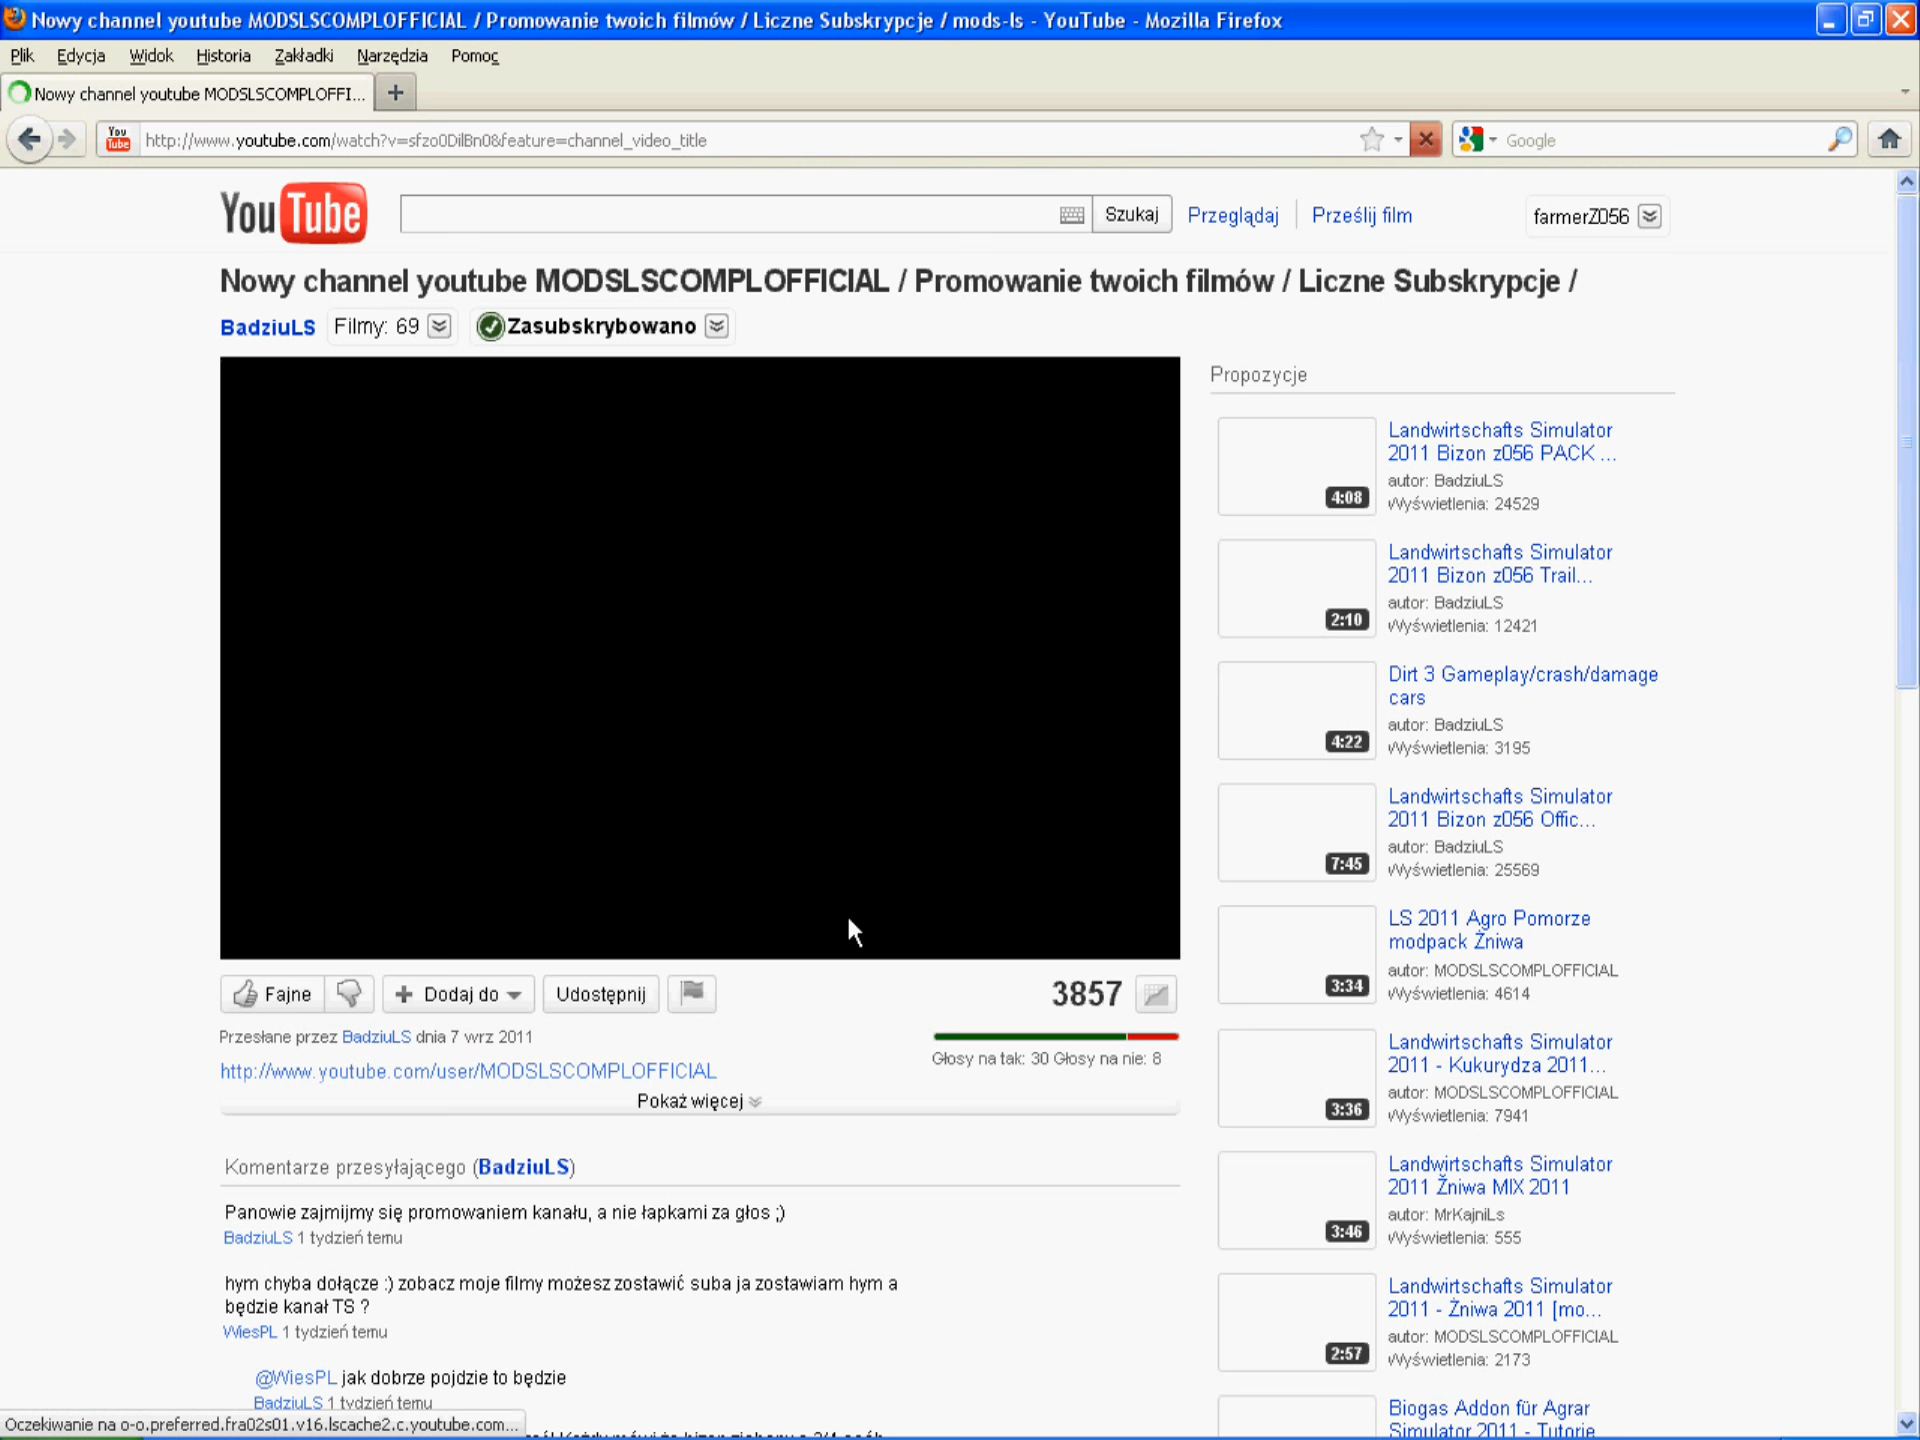 Nowy channel youtube MODSLSCOMPLOFFICIAL / Promowanie twoich filmów / Liczne Subskrypcje / mods-ls - YouTube - Mozilla Firefox
Plik Edycja Widok Historia Zakładki Narzędzia Pomoc
Nowy channel youtube MODSLSCOMPLOFFI...
You Tube http://www.youtube.com/watch?v=sfzo0DilBn0&feature=channel_video_title Google
YouTube Szukaj Przeglądaj Prześlij film farmerZ056
Nowy channel youtube MODSLSCOMPLOFFICIAL / Promowanie twoich filmów / Liczne Subskrypcje /
BadziuLS Filmy: 69 Zasubskrybowano
Propozycje
Landwirtschafts Simulator
2011 Bizon z056 PACK ...
autor: BadziuLS
4:08
Wyświetlenia: 24529
Landwirtschafts Simulator
2011 Bizon z056 Trail...
autor: BadziuLS
2:10
Wyświetlenia: 12421
Dirt 3 Gameplay/crash/damage
cars
autor: BadziuLS
4:22
Wyświetlenia: 3195
Landwirtschafts Simulator
2011 Bizon z056 Offic...
autor: BadziuLS
7:45
Wyświetlenia: 25569
LS 2011 Agro Pomorze
modpack Żniwa
autor: MODSLSCOMPLOFFICIAL
3:34
Wyświetlenia: 4614
Landwirtschafts Simulator
2011 - Kukurydza 2011...
autor: MODSLSCOMPLOFFICIAL
3:36
Wyświetlenia: 7941
Landwirtschafts Simulator
2011 Żniwa MIX 2011
autor: MrKajniLs
3:46
Wyświetlenia: 555
Landwirtschafts Simulator
2011 - Żniwa 2011 [mo...
autor: MODSLSCOMPLOFFICIAL
2:57
Wyświetlenia: 2173
Biogas Addon für Agrar
Simulator 2011 - Tutorie
Fajne Dodaj do Udostępnij 3857
Przesłane przez BadziuLS dnia 7 wrz 2011
Głosy na tak: 30 Głosy na nie: 8
http://www.youtube.com/user/MODSLSCOMPLOFFICIAL
Pokaż więcej
Komentarze przesyłającego (BadziuLS)
Panowie zajmijmy się promowaniem kanału, a nie łapkami za głos ;)
BadziuLS 1 tydzień temu
hym chyba dołącze :) zobacz moje filmy możesz zostawić suba ja zostawiam hym a
będzie kanał TS ?
WiesPL 1 tydzień temu
@WiesPL jak dobrze pojdzie to będzie
BadziuLS 1 tydzień temu
Oczekiwanie na o-o.preferred.fra02s01.v16.lscache2.c.youtube.com...